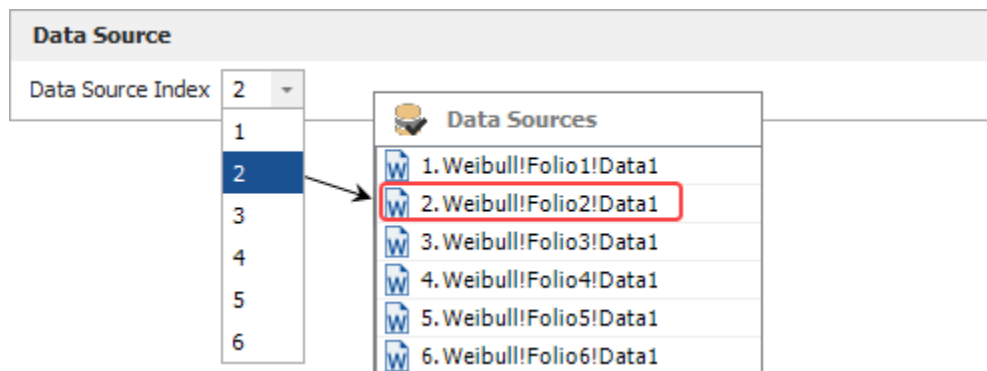 Data Source
Data Source Index 2
1
2
3
4
5
6
Data Sources
1. Weibull!Folio1!Data1
2. Weibull!Folio2!Data1
3. Weibull!Folio3!Data1
4. Weibull!Folio4!Data1
5. Weibull!Folio5!Data1
6. Weibull!Folio6!Data1